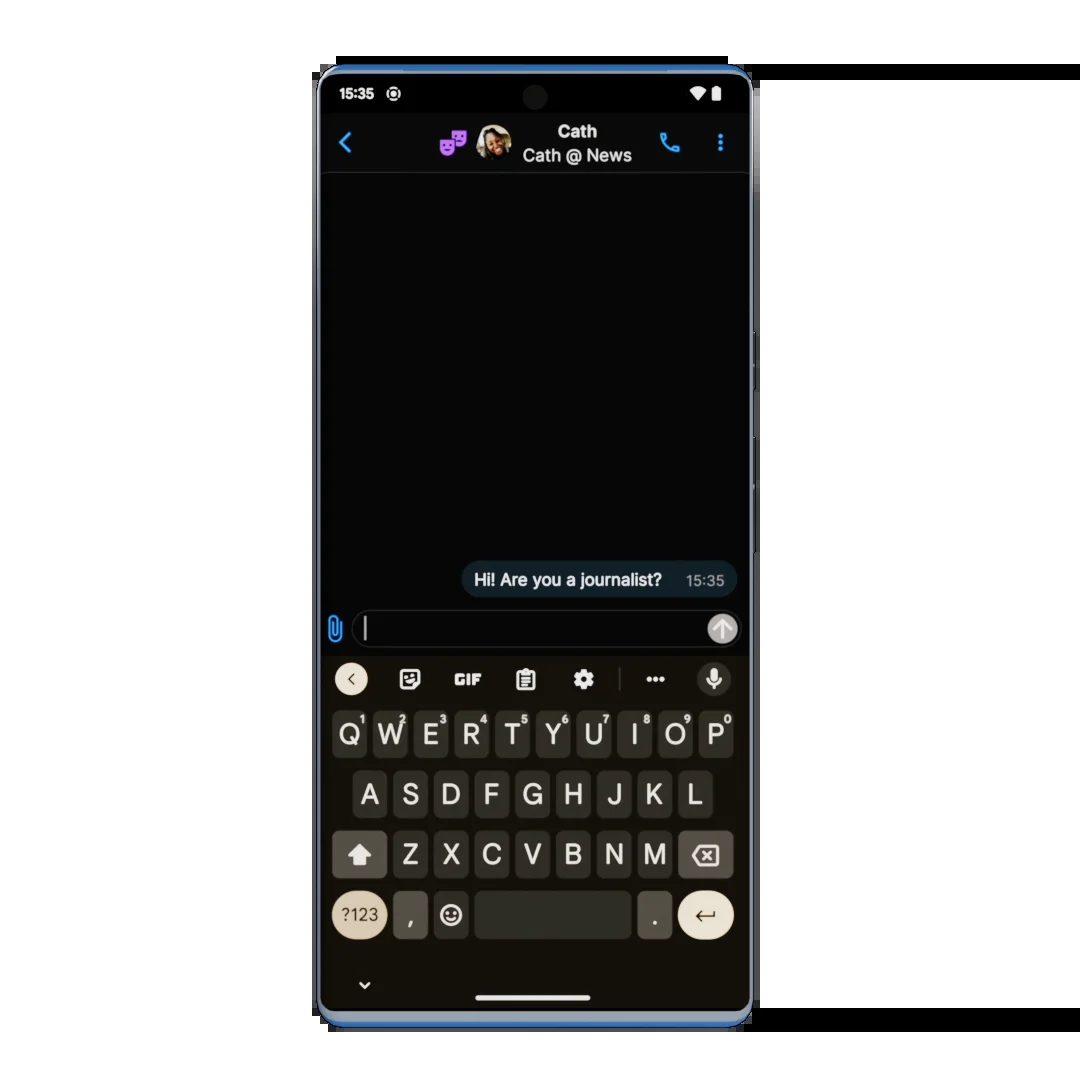 15:35
Cath
Cath @ News
Hi! Are you a journalist? 15:35
GIF
Q1 W2 E3 R4 T5 Y6 U7 I8 O9 P0
A S D F G H J K L
Z X C V B N M
?123 , .